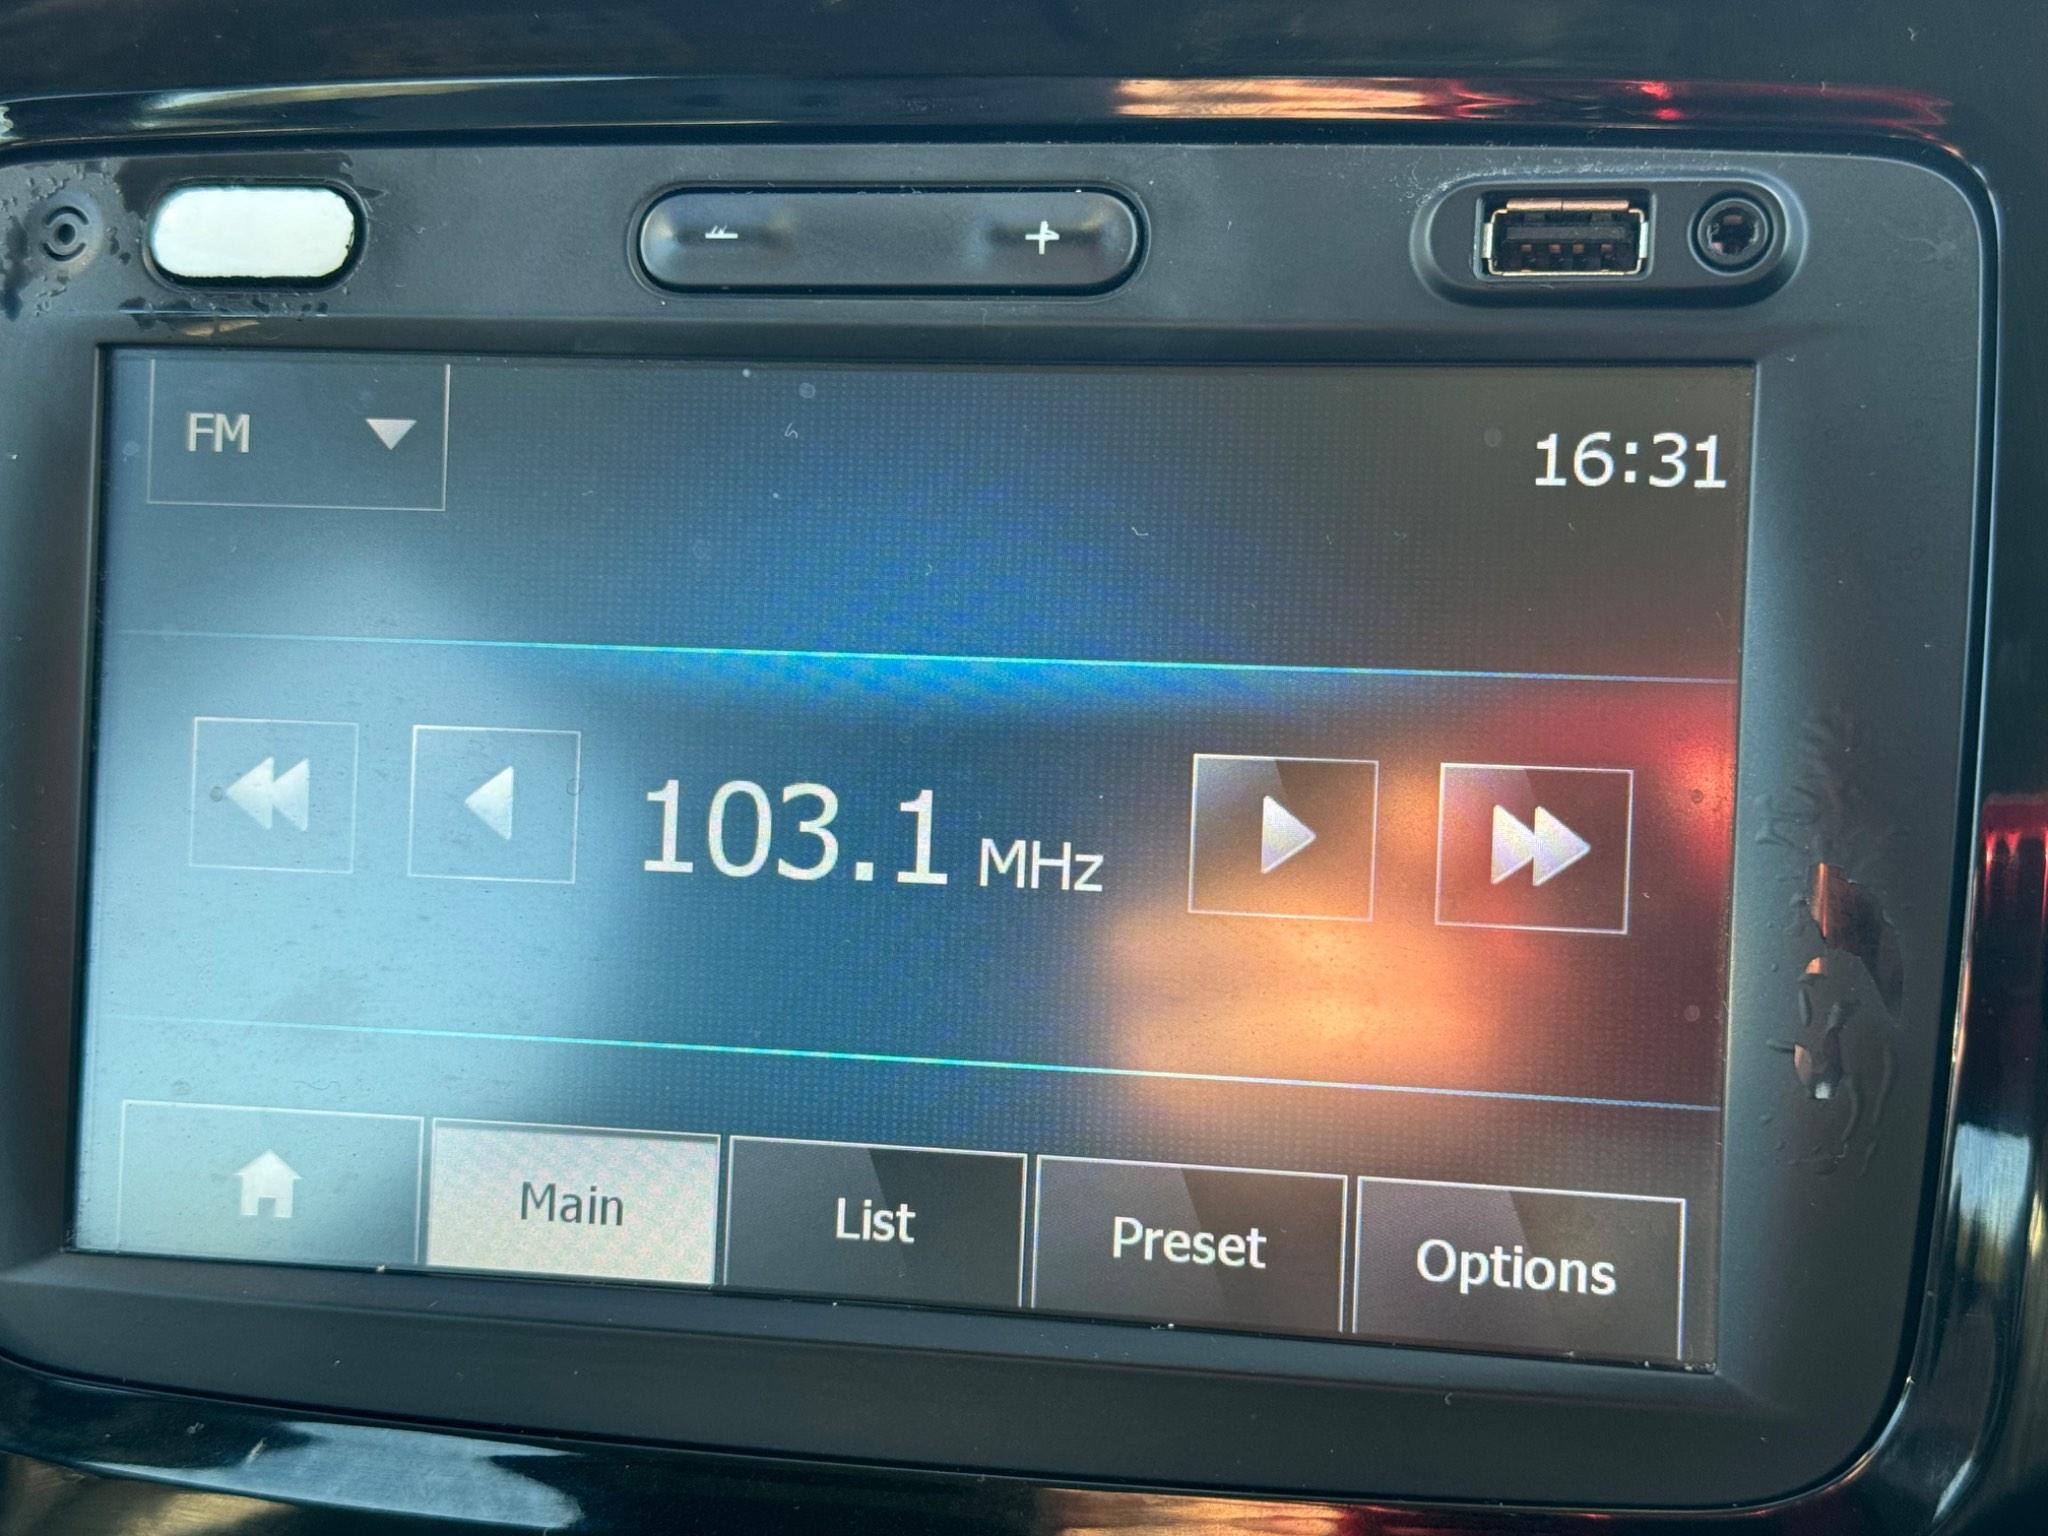 FM
16:31
103.1 MHz
Main
List
Preset
Options